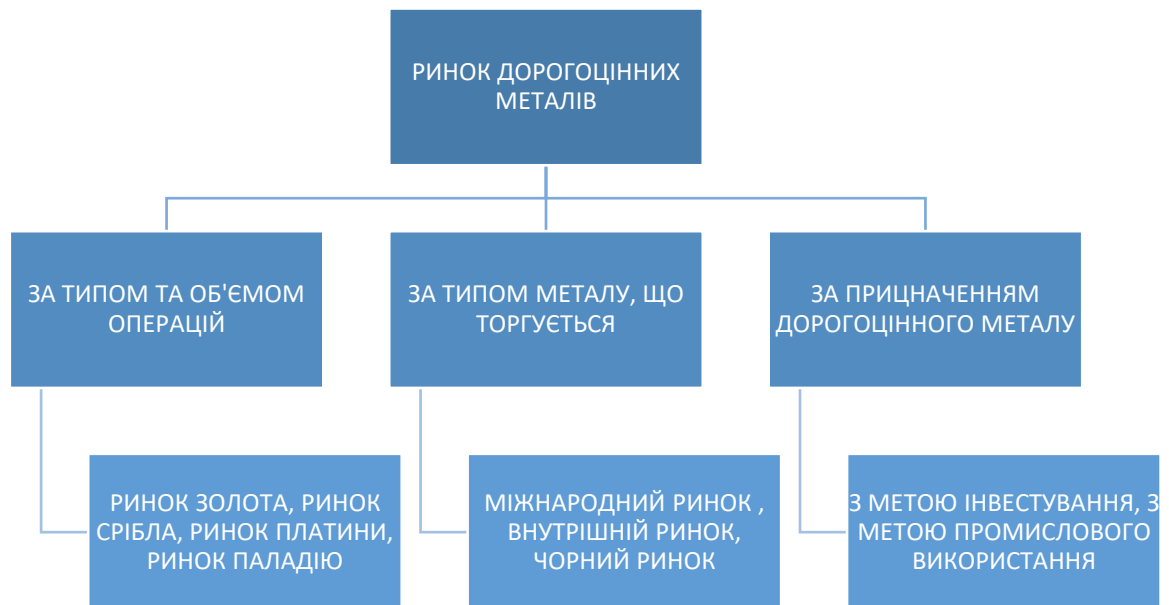 РИНОК ДОРОГОЦІННИХ
МЕТАЛІВ
ЗА ТИПОМ ТА ОБ'ЄМОМ
ОПЕРАЦІЙ
ЗА ТИПОМ МЕТАЛУ, ЩО
ТОРГУЄТЬСЯ
ЗА ПРИЦНАЧЕННЯМ
ДОРОГОЦІННОГО МЕТАЛУ
РИНОК ЗОЛОТА, РИНОК
СРІБЛА, РИНОК ПЛАТИНИ,
РИНОК ПАЛАДІЮ
МІЖНАРОДНИЙ РИНОК ,
ВНУТРІШНІЙ РИНОК,
ЧОРНИЙ РИНОК
З МЕТОЮ ІНВЕСТУВАННЯ, З
МЕТОЮ ПРОМИСЛОВОГО
ВИКОРИСТАННЯ